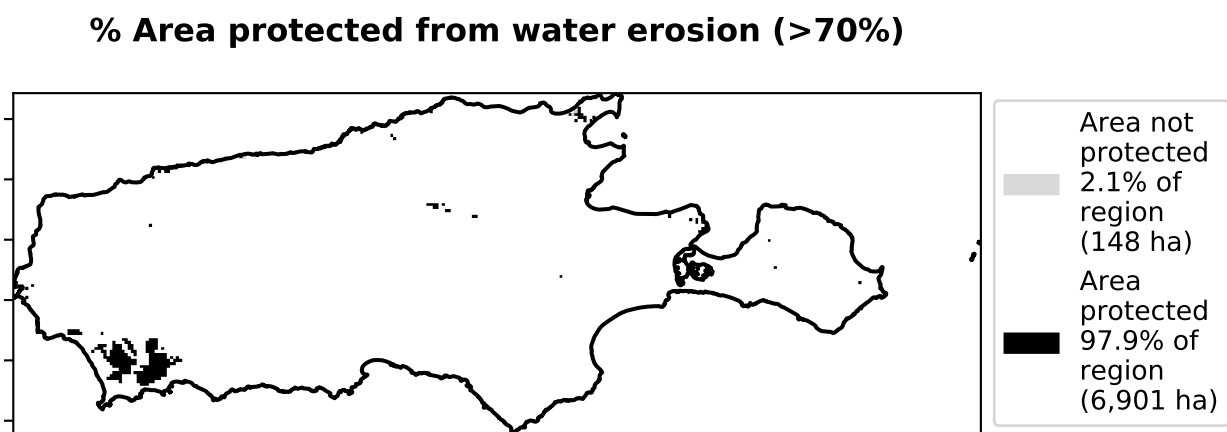 % Area protected from water erosion (>70%)
Area not
protected
2.1% of
region
(148 ha)
Area
protected
97.9% of
region
(6,901 ha)